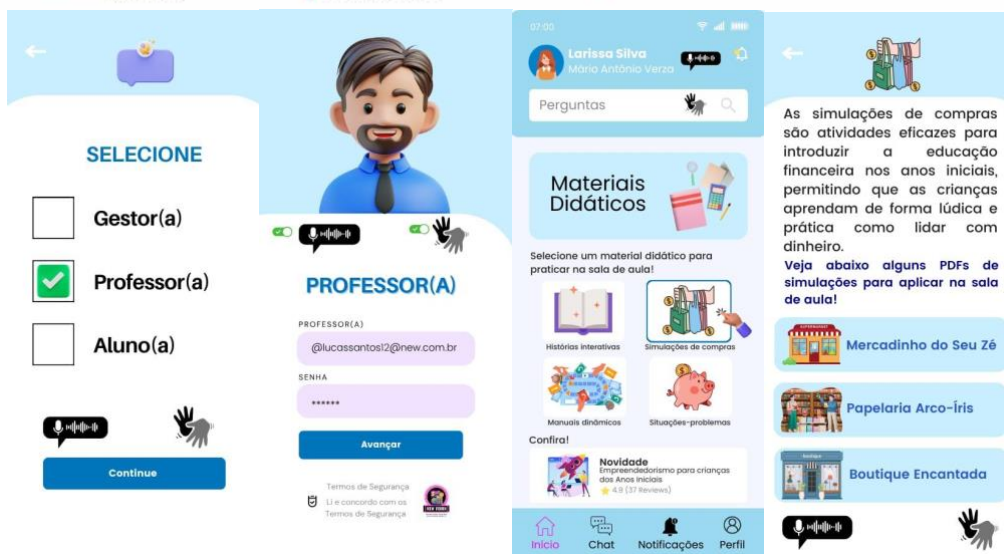 SELECIONE
Gestor(a)
Professor(a)
Aluno(a)
Continue
PROFESSOR(A)
PROFESSOR(A)
@lucassantos12@new.com.br
SENHA
******
Avançar
Termos de Segurança
Li e concordo com os
Termos de Segurança
07:00
Larissa Silva
Mário Antônio Verza
Perguntas
Materiais
Didáticos
Selecione um material didático para
praticar na sala de aula!
Histórias interativas
Simulações de compras
Manuais dinâmicos
Situações-problemas
Confira!
Novidade
Empreendedorismo para crianças
dos Anos Iniciais
4.9 (37 Reviews)
Início
Chat
Notificações
Perfil
As simulações de compras
são atividades eficazes para
introduzir a educação
financeira nos anos iniciais,
permitindo que as crianças
aprendam de forma lúdica e
prática como lidar com
dinheiro.
Veja abaixo alguns PDFs de
simulações para aplicar na sala
de aula!
Mercadinho do Seu Zé
Papelaria Arco-Íris
Boutique Encantada